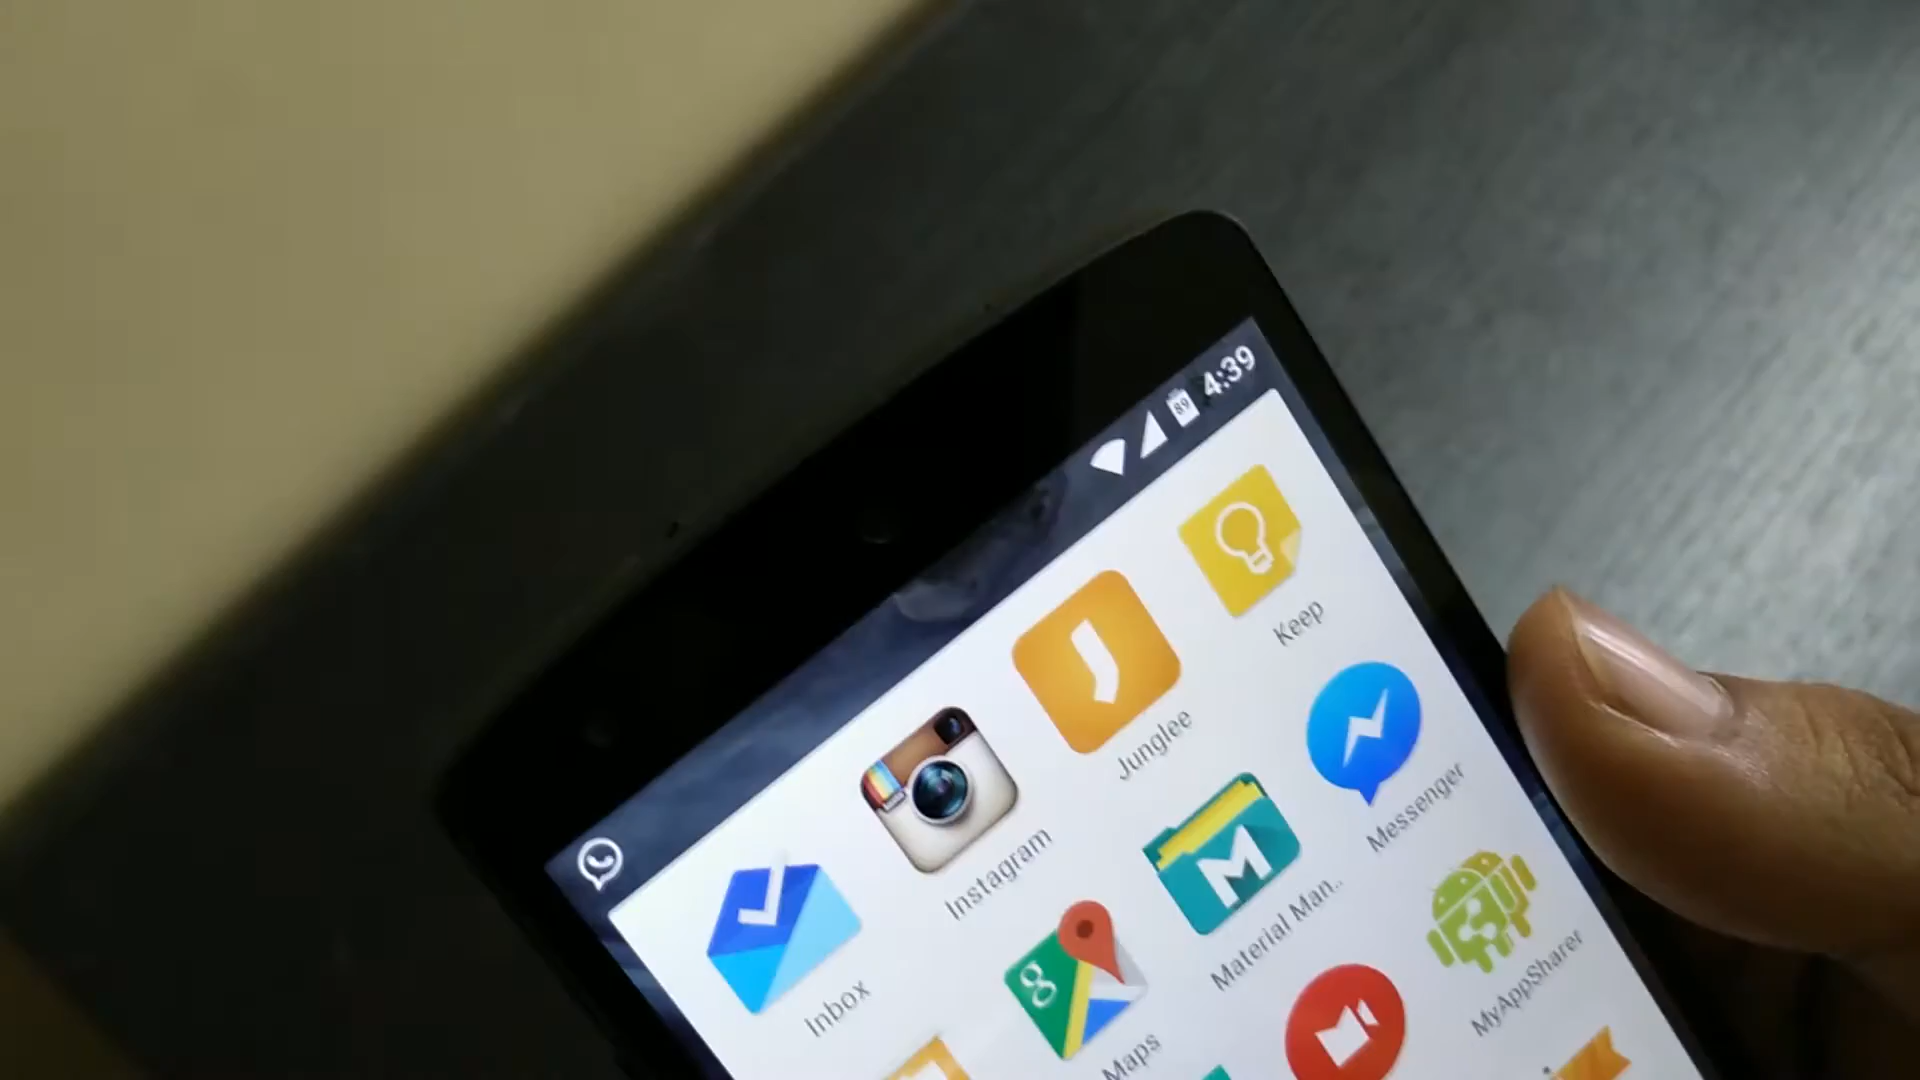 89 4:39
Inbox
Instagram
Junglee
Keep
Maps
Material Man..
Messenger
MyAppSharer